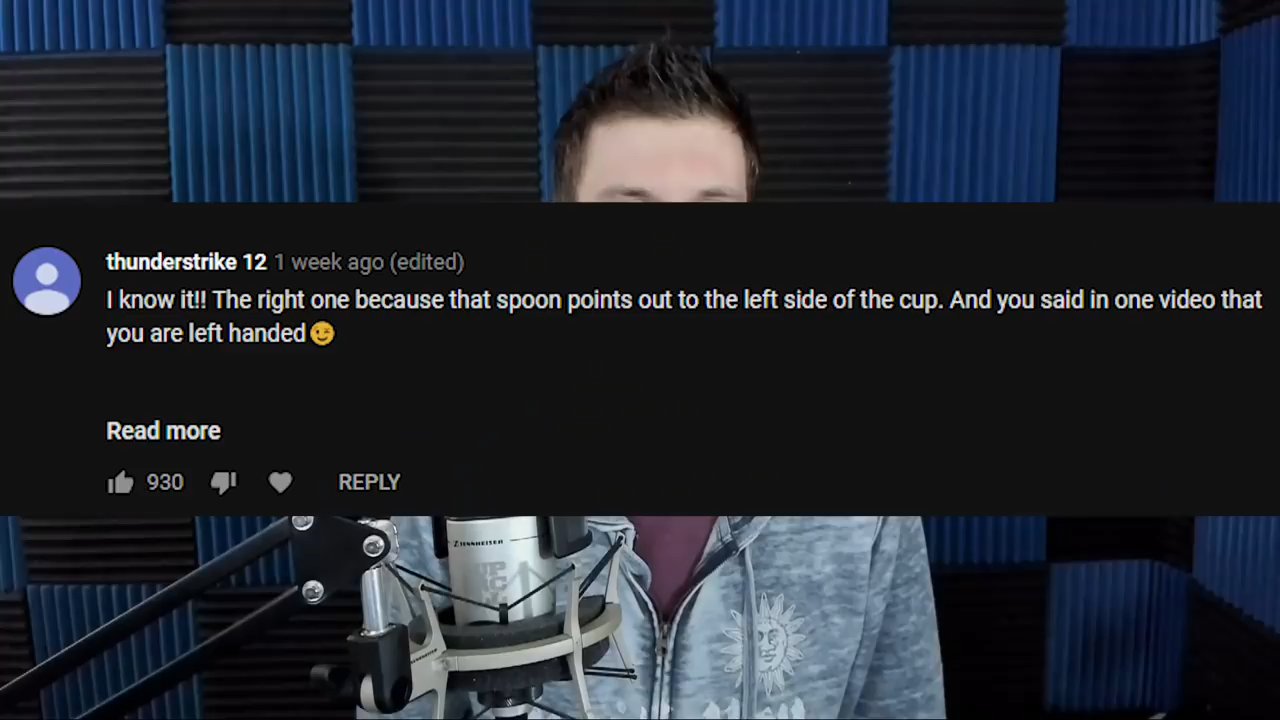 thunderstrike 12 1 week ago (edited)
I know it!! The right one because that spoon points out to the left side of the cup. And you said in one video that
you are left handed😉
Read more
930 REPLY
SENNHEISER